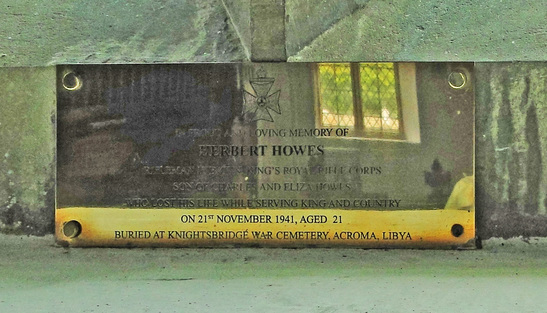 IN PROUD AND LOVING MEMORY OF
HERBERT HOWES
RIFLEMAN KING'S ROYAL RIFLE CORPS
SON OF CHARLES AND ELIZA HOWES
WHO LOST HIS LIFE WHILE SERVING KING AND COUNTRY
ON 21ST NOVEMBER 1941, AGED 21
BURIED AT KNIGHTSBRIDGE WAR CEMETERY, ACROMA, LIBYA